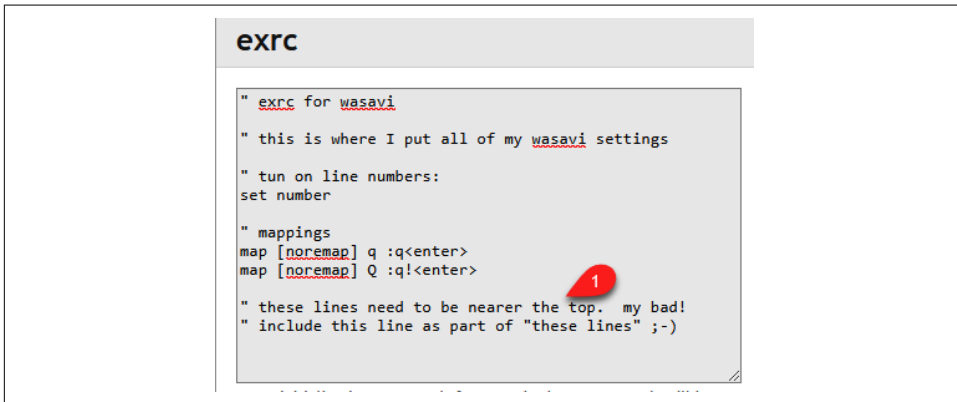 exrc
" exrc for wasavi
" this is where I put all of my wasavi settings
" tun on line numbers:
set number
" mappings
map [noremap] q :q<enter>
map [noremap] Q :q!<enter>
1
" these lines need to be nearer the top.  my bad!
" include this line as part of "these lines" ;-)